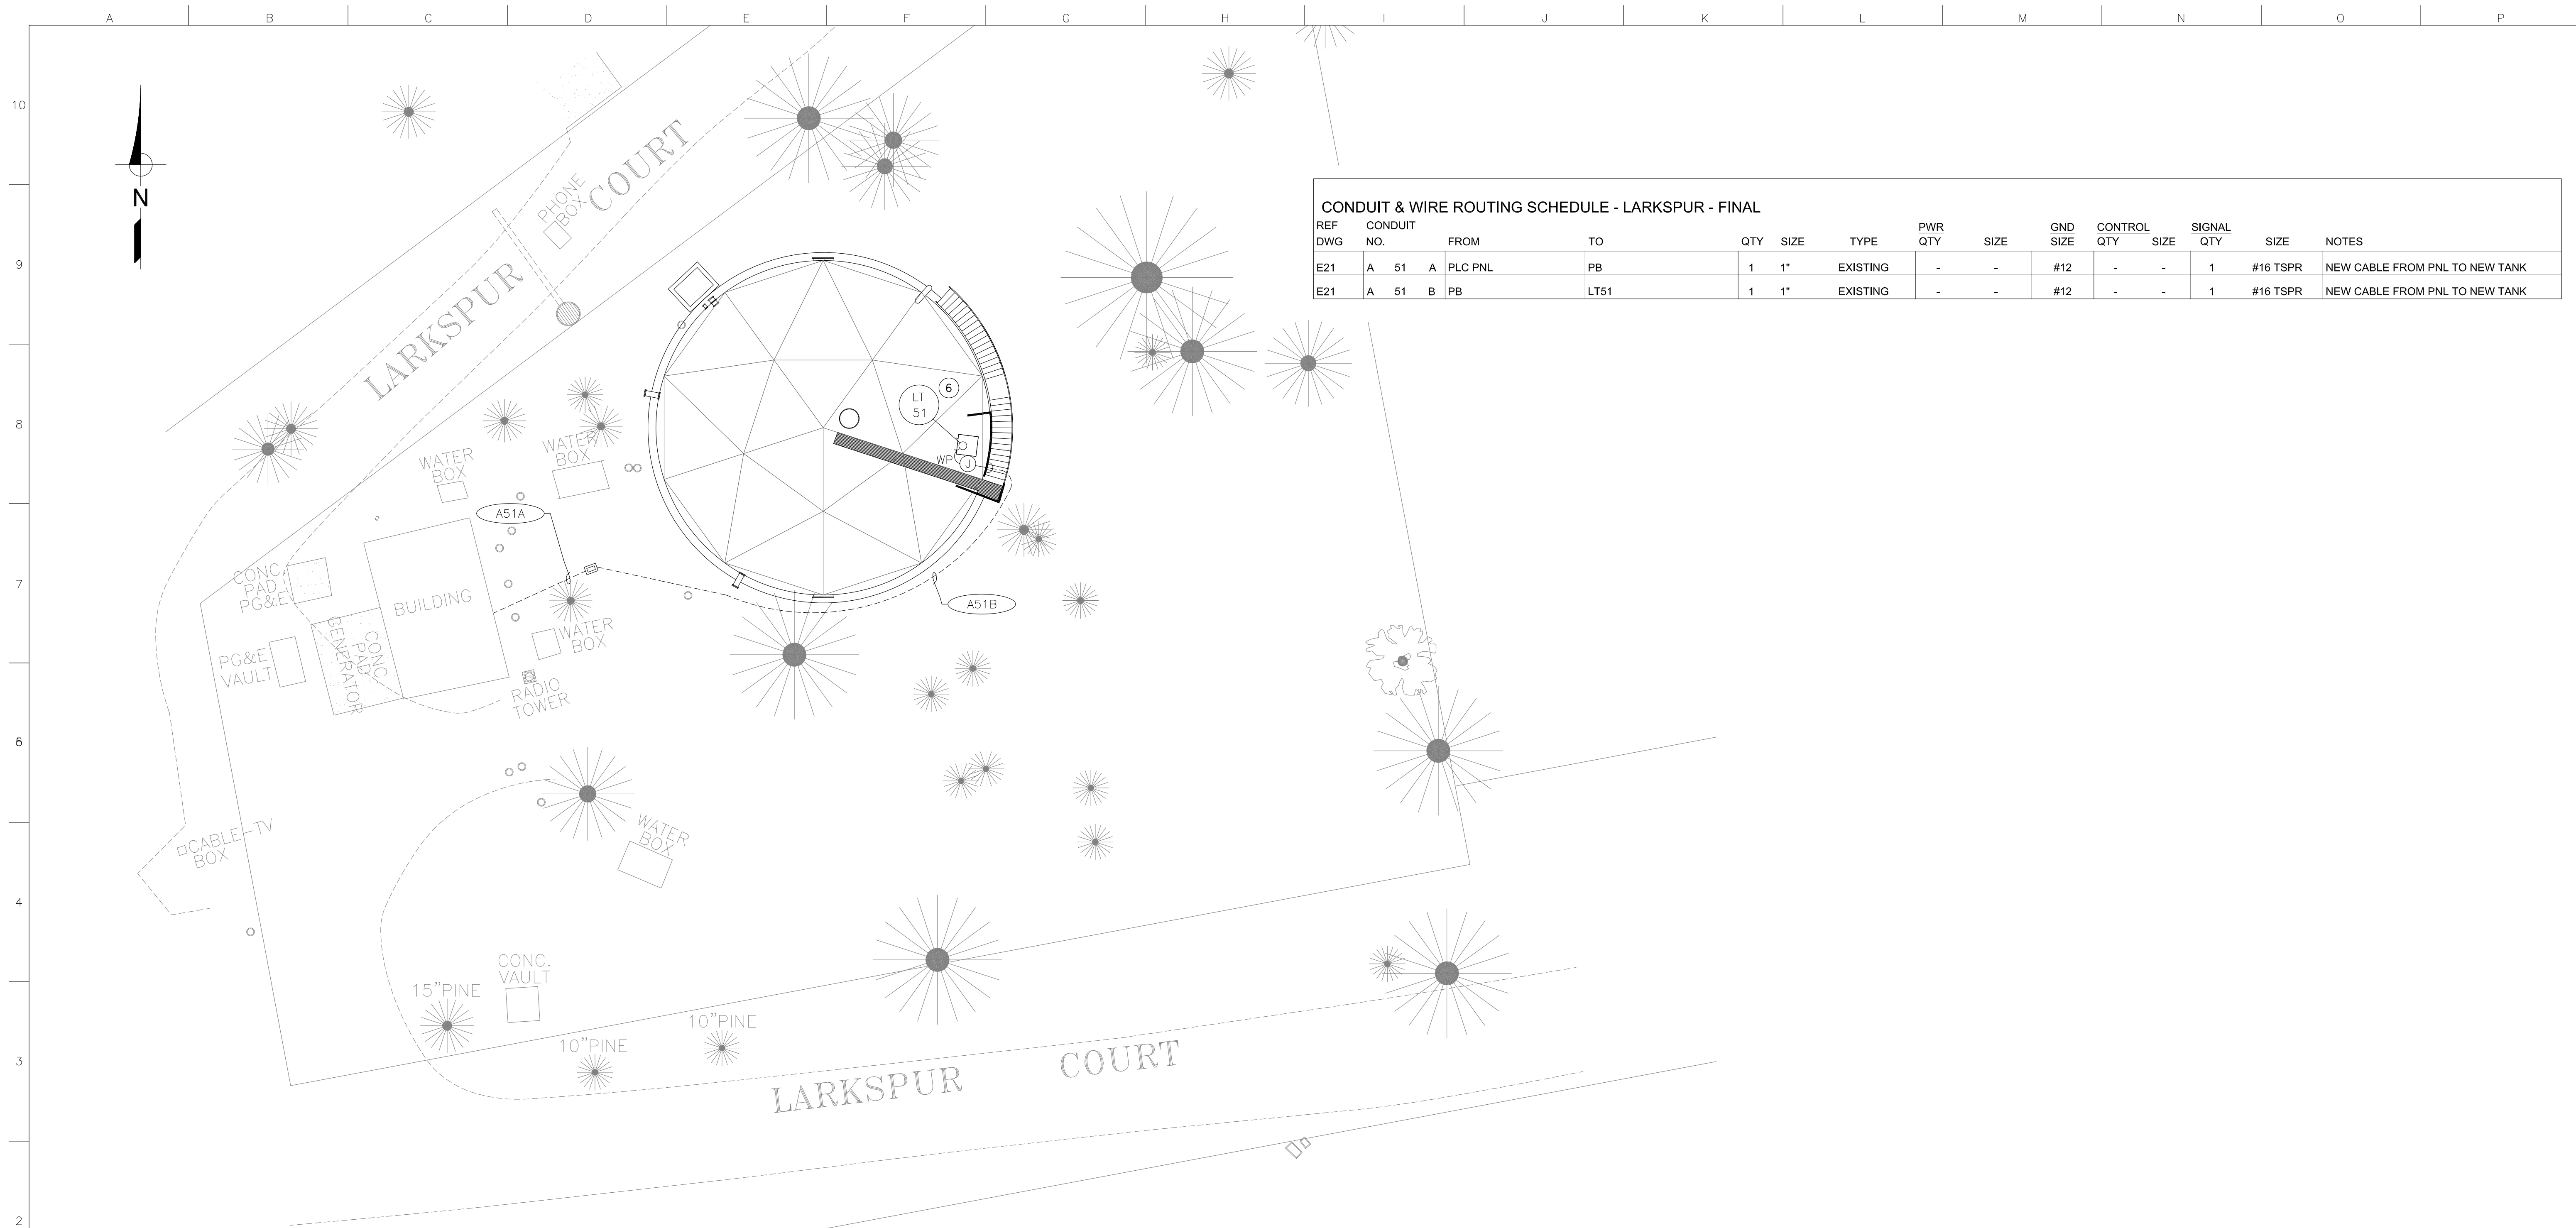 A B C D E F G H I J K L M N O P
10
9
8
7
6
4
3
2
N
PHONE
BOX
LARKSPUR COURT
CONDUIT & WIRE ROUTING SCHEDULE - LARKSPUR - FINAL
REF CONDUIT PWR GND CONTROL SIGNAL
DWG NO. FROM TO QTY SIZE TYPE QTY SIZE SIZE QTY SIZE QTY SIZE NOTES
E21 A 51 A PLC PNL PB 1 1" EXISTING - - #12 - - 1 #16 TSPR NEW CABLE FROM PNL TO NEW TANK
E21 A 51 B PB LT51 1 1" EXISTING - - #12 - - 1 #16 TSPR NEW CABLE FROM PNL TO NEW TANK
6
LT
51
WP
J
WATER
BOX
WATER
BOX
A51A
CONC.
PAD
PG&E
BUILDING
A51B
GENERATOR
PAD
CONC.
WATER
BOX
PG&E
VAULT
RADIO
TOWER
CABLE-TV
BOX
WATER
BOX
CONC.
VAULT
15"PINE
10"PINE
10"PINE
LARKSPUR COURT